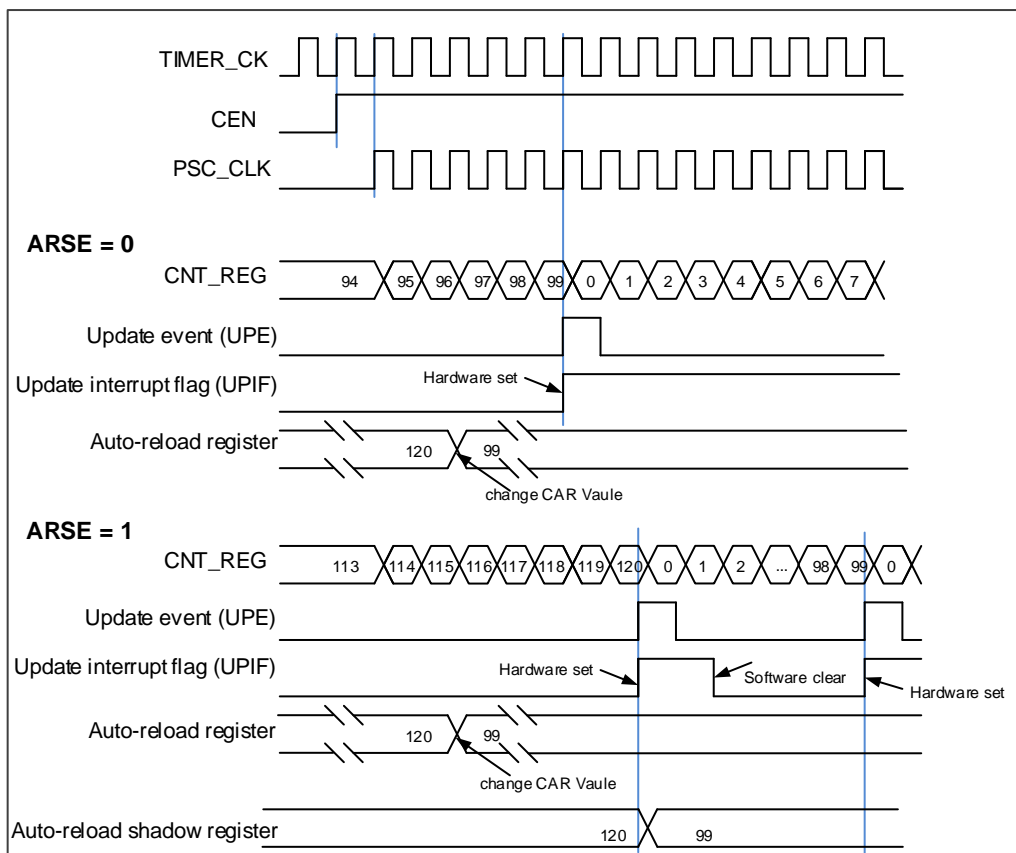 TIMER_CK
CEN
PSC_CLK
ARSE = 0
CNT_REG 94 95 96 97 98 99 0 1 2 3 4 5 6 7
Update event (UPE)
Update interrupt flag (UPIF) Hardware set
Auto-reload register 120 99
change CAR Vaule
ARSE = 1
CNT_REG 113 114 115 116 117 118 119 120 0 1 2 ... 98 99 0
Update event (UPE)
Update interrupt flag (UPIF) Hardware set Software clear Hardware set
Auto-reload register 120 99
change CAR Vaule
Auto-reload shadow register 120 99